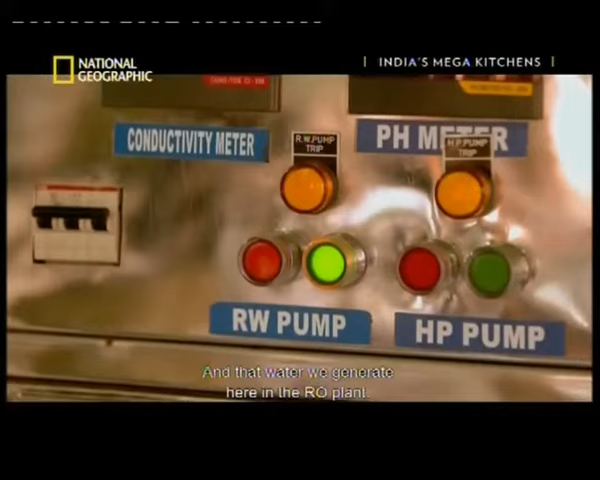 NATIONAL
GEOGRAPHIC
INDIA'S MEGA KITCHENS
CONDUCTIVITY METER
R.W.PUMP
TRIP
PH METER
H.P.PUMP
TRIP
RW PUMP
HP PUMP
And that water we generate
here in the RO plant.